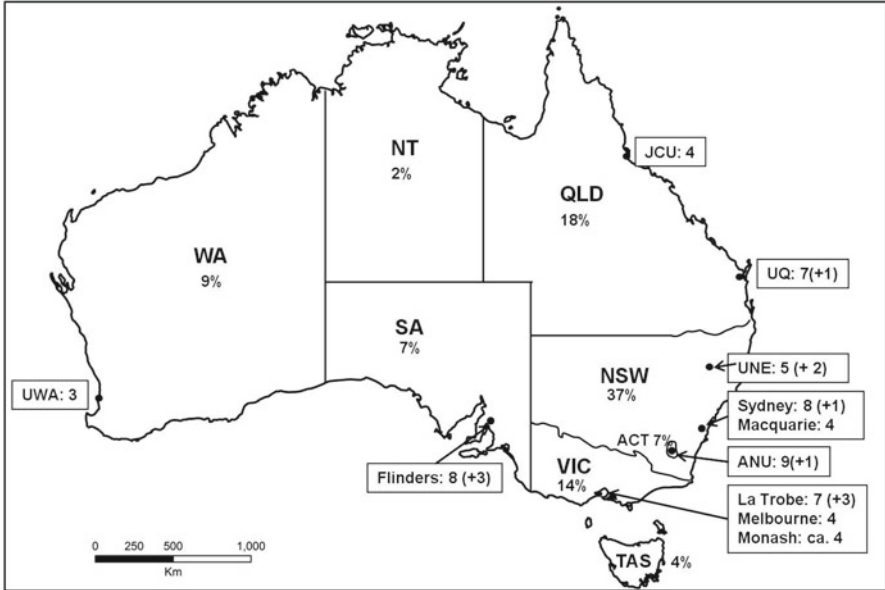 NT
2%
JCU: 4
QLD
18%
WA
9%
UQ: 7(+1)
SA
7%
UNE: 5 (+ 2)
NSW
37%
UWA: 3
Sydney: 8 (+1)
Macquarie: 4
ACT 7%
ANU: 9(+1)
Flinders: 8 (+3)
VIC
14%
La Trobe: 7 (+3)
Melbourne: 4
Monash: ca. 4
0 250 500 1,000
Km
TAS 4%